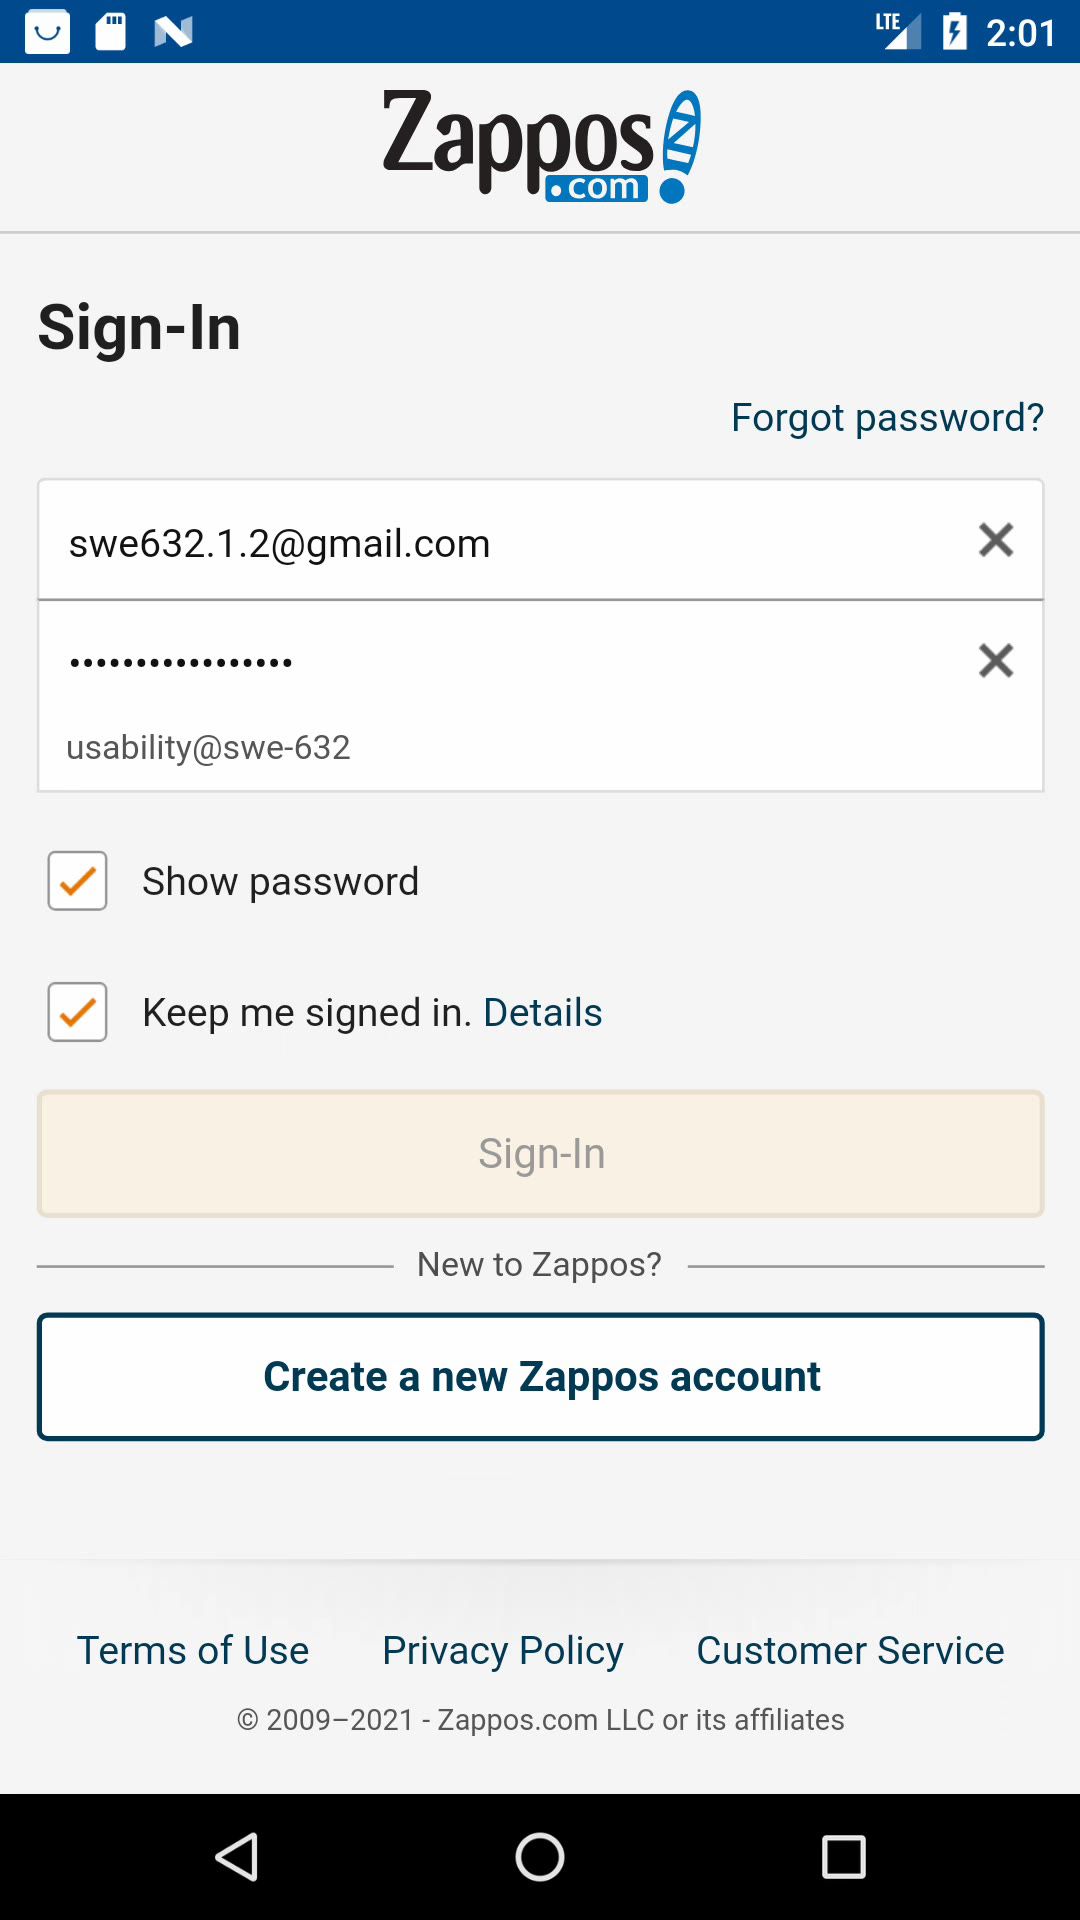 LTE 2:01
Zappos
.com
Sign-In
Forgot password?
swe632.1.2@gmail.com
•••••••••••••••••
usability@swe-632
Show password
Keep me signed in. Details
Sign-In
New to Zappos?
Create a new Zappos account
Terms of Use Privacy Policy Customer Service
© 2009–2021 - Zappos.com LLC or its affiliates